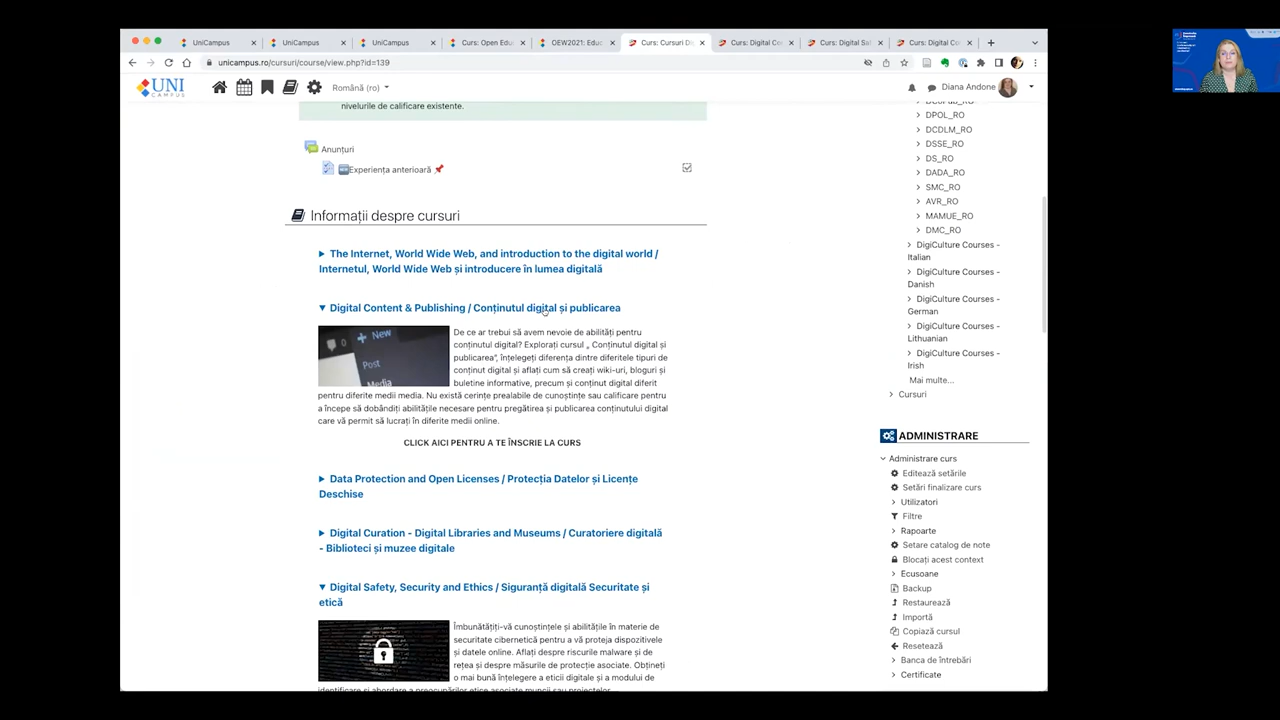 UniCampus
UniCampus
UniCampus
Curs: Open Edu
OEW2021: Educ
Curs: Cursuri Di
Curs: Digital Co
Curs: Digital Sa
Curs: Digital Co
unicampus.ro/cursuri/course/view.php?id=139
UNI
CAMPUS
Română (ro)
Diana Andone
nivelurile de calificare existente.
Anunțuri
Experiența anterioară
Informații despre cursuri
The Internet, World Wide Web, and introduction to the digital world /
Internetul, World Wide Web și introducere în lumea digitală
Digital Content & Publishing / Conținutul digital și publicarea
New
0
Post
Media
De ce ar trebui să avem nevoie de abilități pentru
conținutul digital? Explorați cursul „ Conținutul digital și
publicarea”, înțelegeți diferența dintre diferitele tipuri de
conținut digital și aflați cum să creați wiki-uri, bloguri și
buletine informative, precum și conținut digital diferit
pentru diferite medii media. Nu există cerințe prealabile de cunoștințe sau calificare pentru
a începe să dobândiți abilitățile necesare pentru pregătirea și publicarea conținutului digital
care vă permit să lucrați în diferite medii online.
CLICK AICI PENTRU A TE ÎNSCRIE LA CURS
Data Protection and Open Licenses / Protecția Datelor și Licențe
Deschise
Digital Curation - Digital Libraries and Museums / Curatoriere digitală
- Biblioteci și muzee digitale
Digital Safety, Security and Ethics / Siguranță digitală Securitate și
etică
Îmbunătățiți-vă cunoștințele și abilitățile în materie de
securitate cibernetică pentru a vă proteja dispozitivele
și datele online. Aflați despre riscurile malware și de
rețea și despre măsurile de protecție asociate. Obțineți
o mai bună înțelegere a eticii digitale și a modului de
identificare și abordare a preocupărilor etice asociate muncii sau proiectelor
DPOL_RO
DCDLM_RO
DSSE_RO
DS_RO
DADA_RO
SMC_RO
AVR_RO
MAMUE_RO
DMC_RO
DigiCulture Courses -
Italian
DigiCulture Courses -
Danish
DigiCulture Courses -
German
DigiCulture Courses -
Lithuanian
DigiCulture Courses -
Irish
Mai multe...
Cursuri
ADMINISTRARE
Administrare curs
Editează setările
Setări finalizare curs
Utilizatori
Filtre
Rapoarte
Setare catalog de note
Blocați acest context
Ecusoane
Backup
Restaurează
Importă
Copiază cursul
Resetează
Banca de întrebări
Certificate